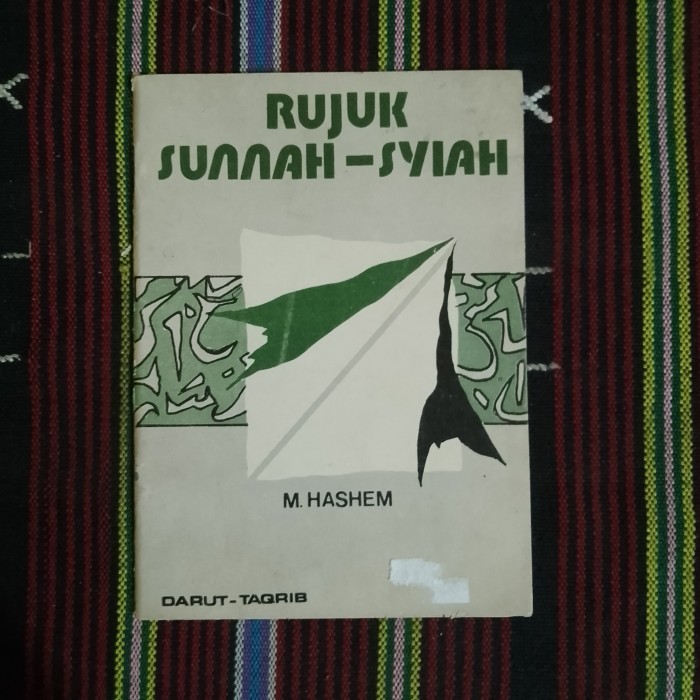 RUJUK
SUNNAH-SYIAH
M. HASHEM
DARUT-TAQRIB